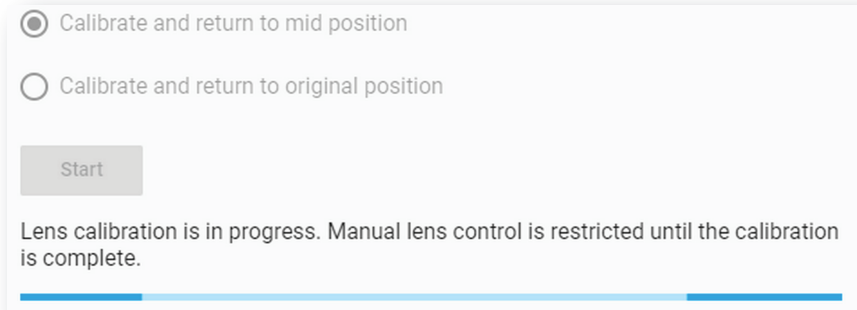 Calibrate and return to mid position
Calibrate and return to original position
Start
Lens calibration is in progress. Manual lens control is restricted until the calibration
is complete.